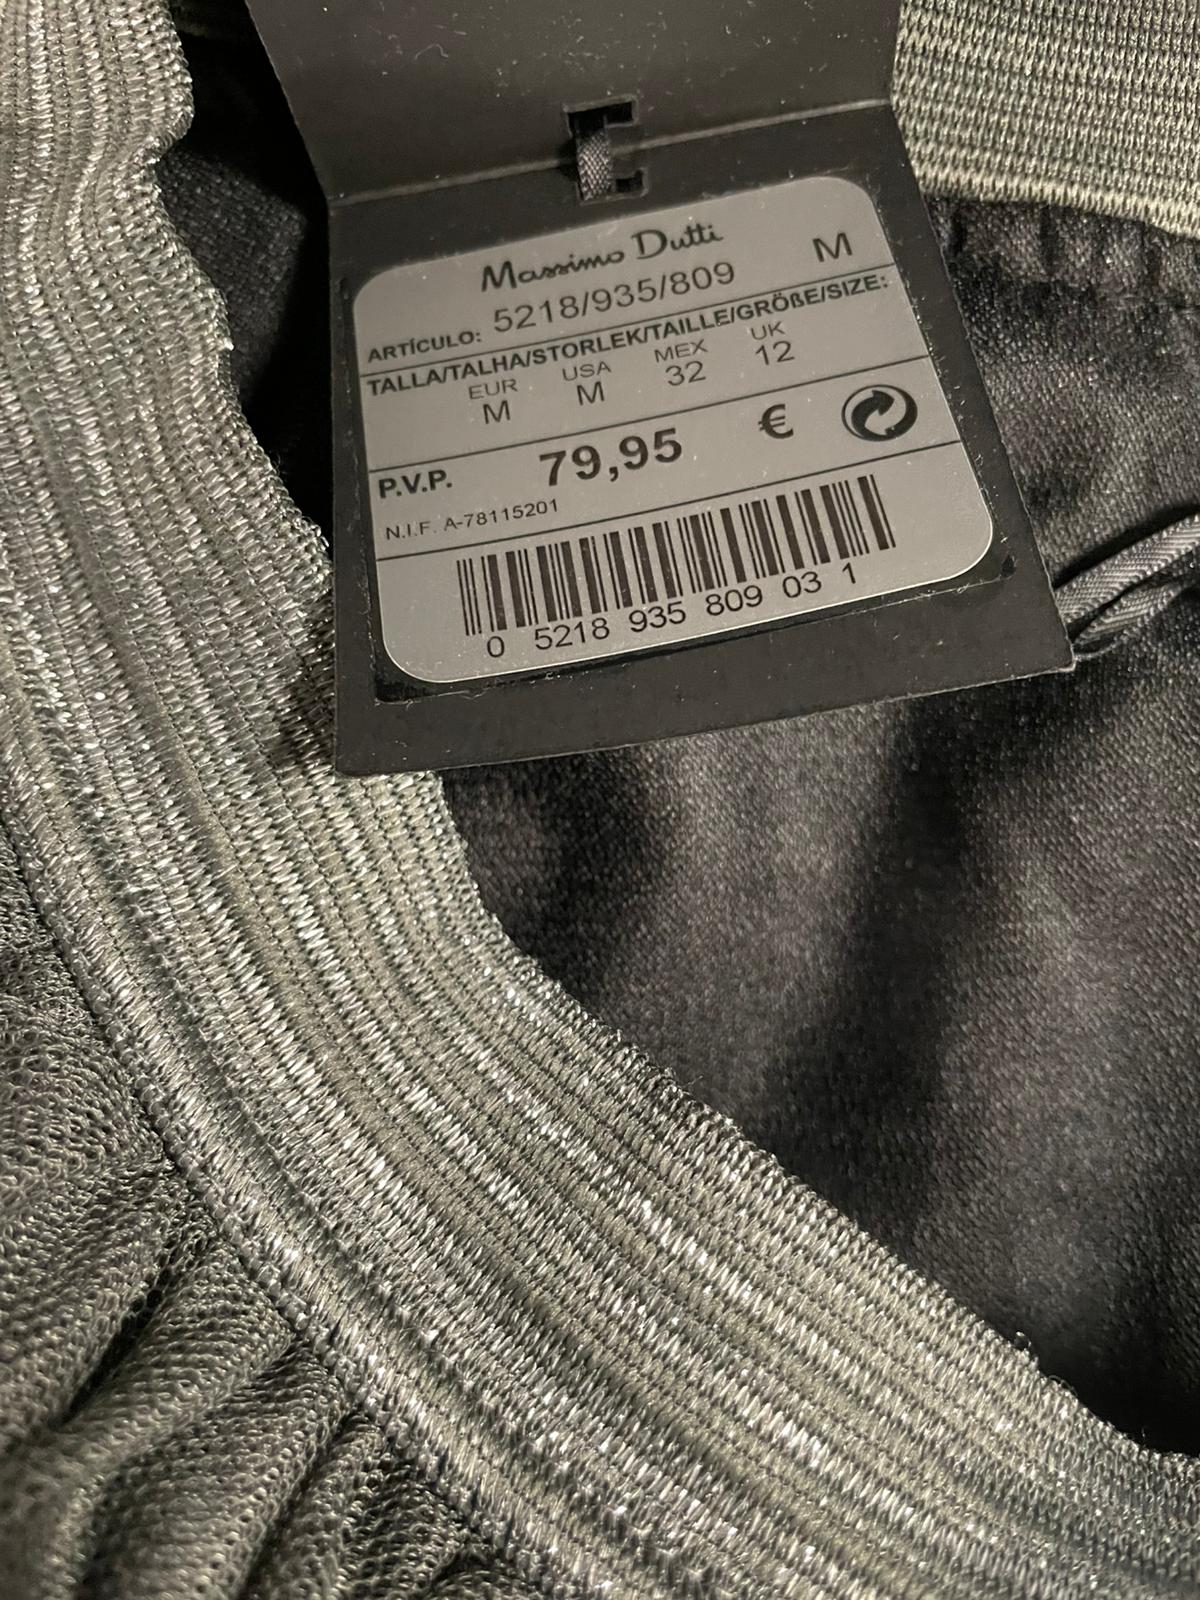 Massimo Dutti
ARTÍCULO: 5218/935/809 M
TALLA/TALHA/STORLEK/TAILLE/GRÖßE/SIZE:
EUR USA MEX UK
M M 32 12
P.V.P. 79,95 €
N.I.F. A-78115201
0 5218 935 809 03 1